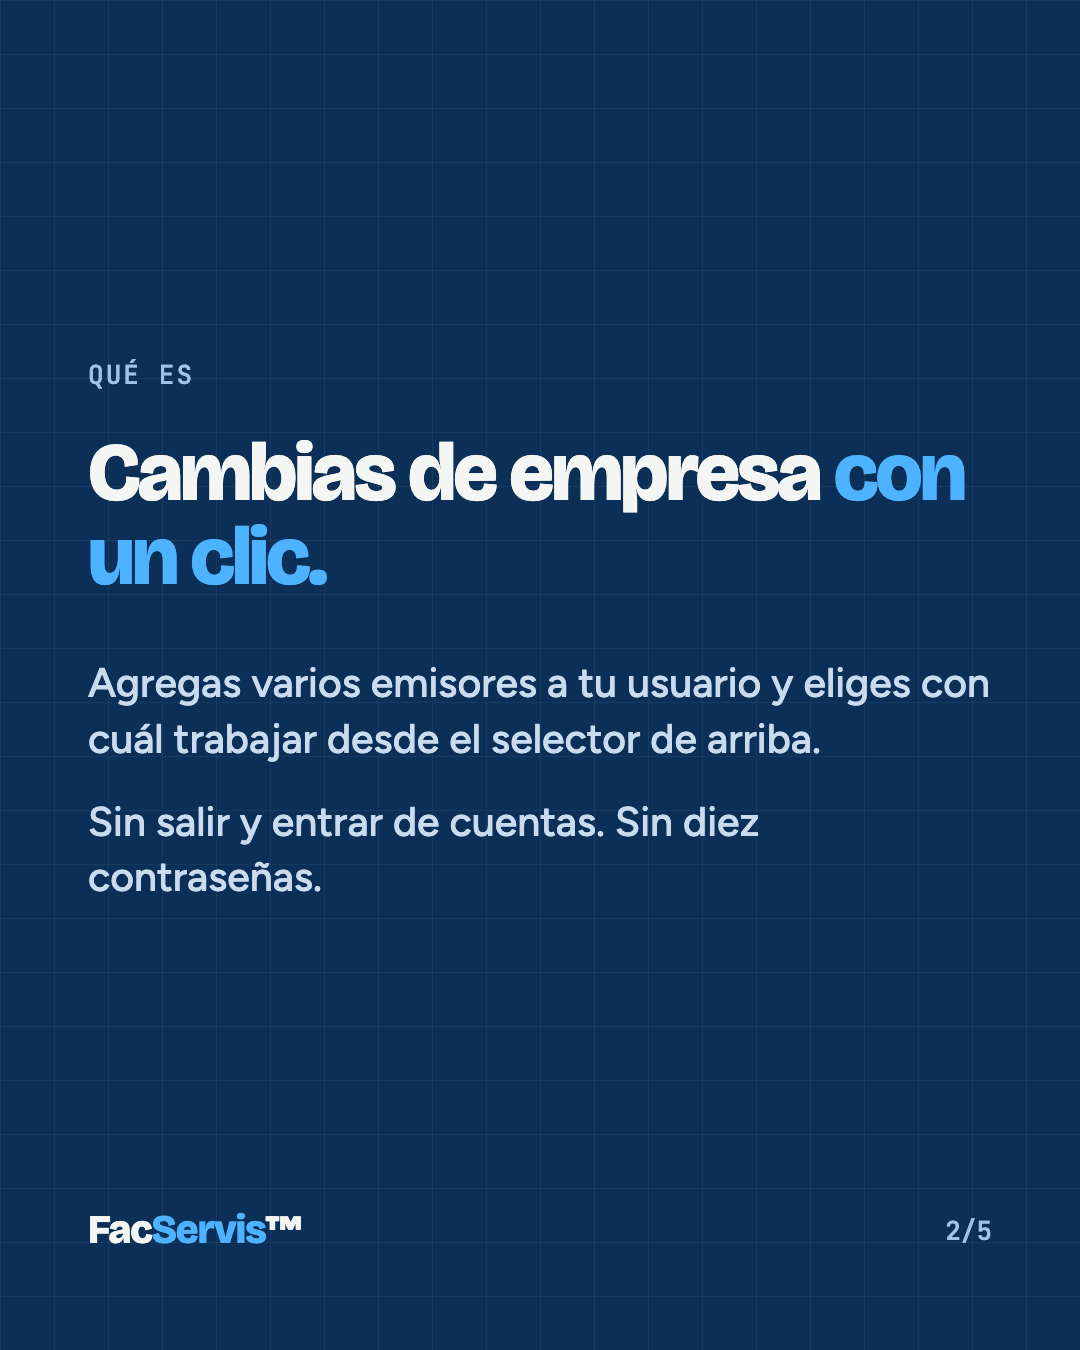 QUÉ ES
Cambias de empresa con
un clic.
Agregas varios emisores a tu usuario y eliges con
cuál trabajar desde el selector de arriba.
Sin salir y entrar de cuentas. Sin diez
contraseñas.
FacServis™
2/5